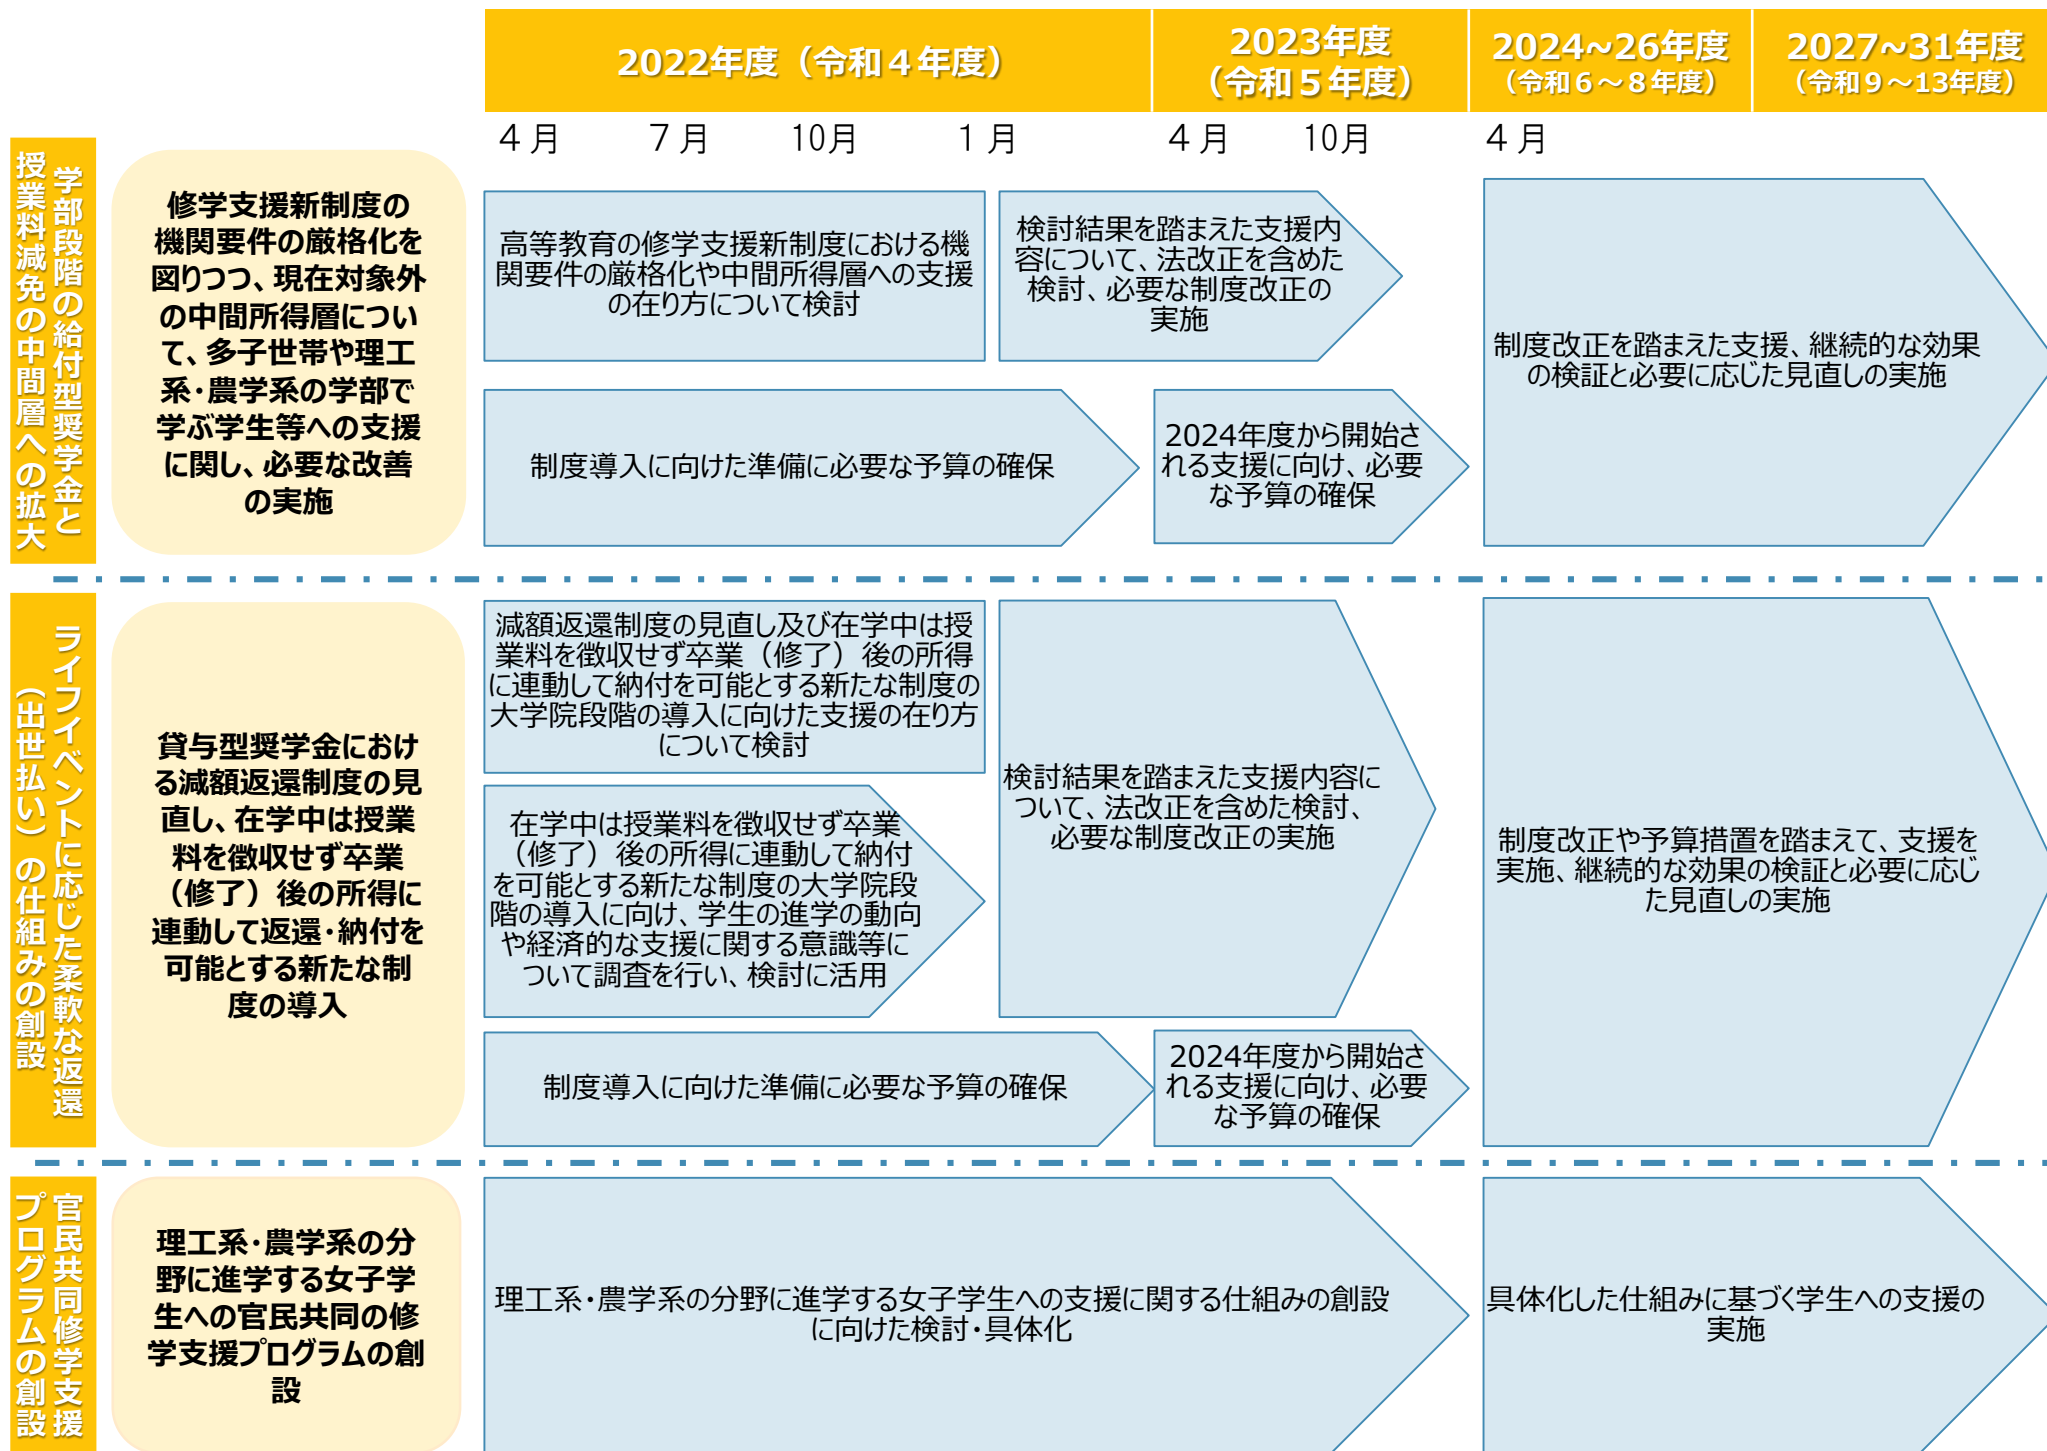 2022年度（令和４年度）
2023年度
（令和５年度）
2024~26年度
（令和６～８年度）
2027~31年度
（令和９～13年度）
４月
７月
10月
１月
４月
10月
４月
学部段階の給付型奨学金と
授業料減免の中間層への拡大
修学支援新制度の
機関要件の厳格化を
図りつつ、現在対象外
の中間所得層につい
て、多子世帯や理工
系・農学系の学部で
学ぶ学生等への支援
に関し、必要な改善
の実施
高等教育の修学支援新制度における機
関要件の厳格化や中間所得層への支援
の在り方について検討
検討結果を踏まえた支援内
容について、法改正を含めた
検討、必要な制度改正の
実施
制度導入に向けた準備に必要な予算の確保
2024年度から開始さ
れる支援に向け、必要
な予算の確保
制度改正を踏まえた支援、継続的な効果
の検証と必要に応じた見直しの実施
ライフイベントに応じた柔軟な返還
（出世払い）の仕組みの創設
貸与型奨学金におけ
る減額返還制度の見
直し、在学中は授業
料を徴収せず卒業
（修了）後の所得に
連動して返還・納付を
可能とする新たな制
度の導入
減額返還制度の見直し及び在学中は授
業料を徴収せず卒業（修了）後の所得
に連動して納付を可能とする新たな制度の
大学院段階の導入に向けた支援の在り方
について検討
在学中は授業料を徴収せず卒業
（修了）後の所得に連動して納付
を可能とする新たな制度の大学院段
階の導入に向け、学生の進学の動向
や経済的な支援に関する意識等に
ついて調査を行い、検討に活用
検討結果を踏まえた支援内容に
ついて、法改正を含めた検討、
必要な制度改正の実施
制度導入に向けた準備に必要な予算の確保
2024年度から開始さ
れる支援に向け、必要
な予算の確保
制度改正や予算措置を踏まえて、支援を
実施、継続的な効果の検証と必要に応じ
た見直しの実施
官民共同修学支援
プログラムの創設
理工系・農学系の分
野に進学する女子学
生への官民共同の修
学支援プログラムの創
設
理工系・農学系の分野に進学する女子学生への支援に関する仕組みの創設
に向けた検討・具体化
具体化した仕組みに基づく学生への支援の
実施